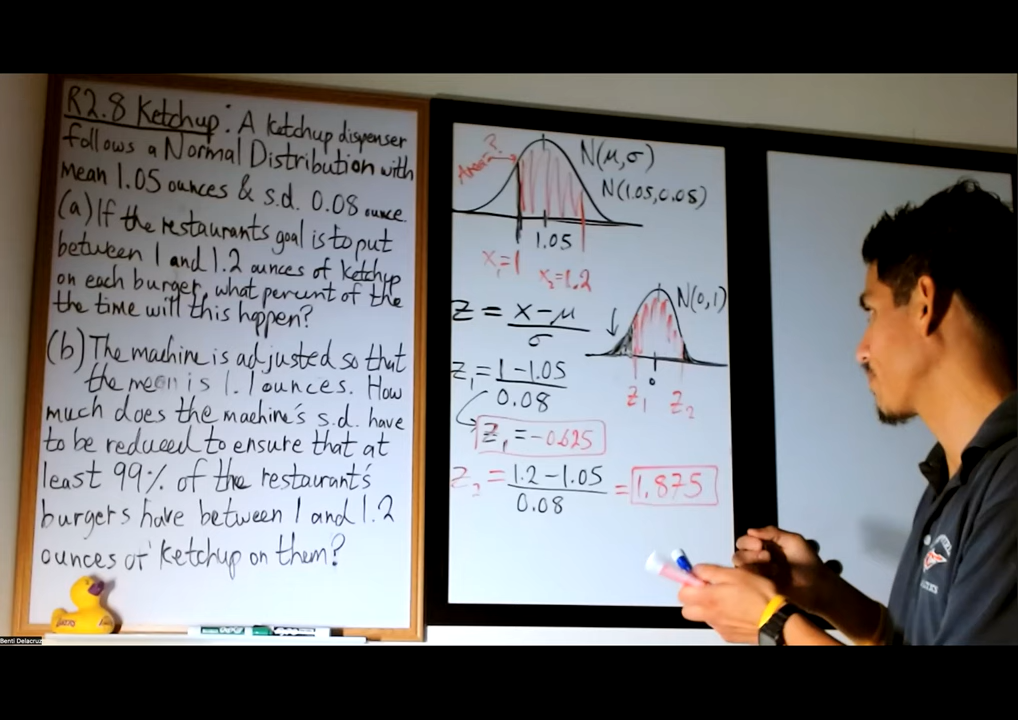 R2.8 Ketchup: A ketchup dispenser
follows a Normal Distribution with
mean 1.05 ounces & s.d. 0.08 ounce
(a) If the restaurants goal is to put
between 1 and 1.2 ounces of ketchup
on each burger, what percent of the
the time will this happen?
(b) The machine is adjusted so that
the mean is 1.1 ounces. How
much does the machine's s.d. have
to be reduced to ensure that at
least 99% of the restaurant's
burgers have between 1 and 1.2
ounces of ketchup on them?
Area?
N(μ,σ)
N(1.05,0.08)
1.05
x₁=1
x₂=1.2
z = x-μ / σ
N(0,1)
0
z₁ z₂
z₁ = 1-1.05 / 0.08
z₁ = -0.625
z₂ = 1.2-1.05 / 0.08 = 1.875
Benti Delacruz